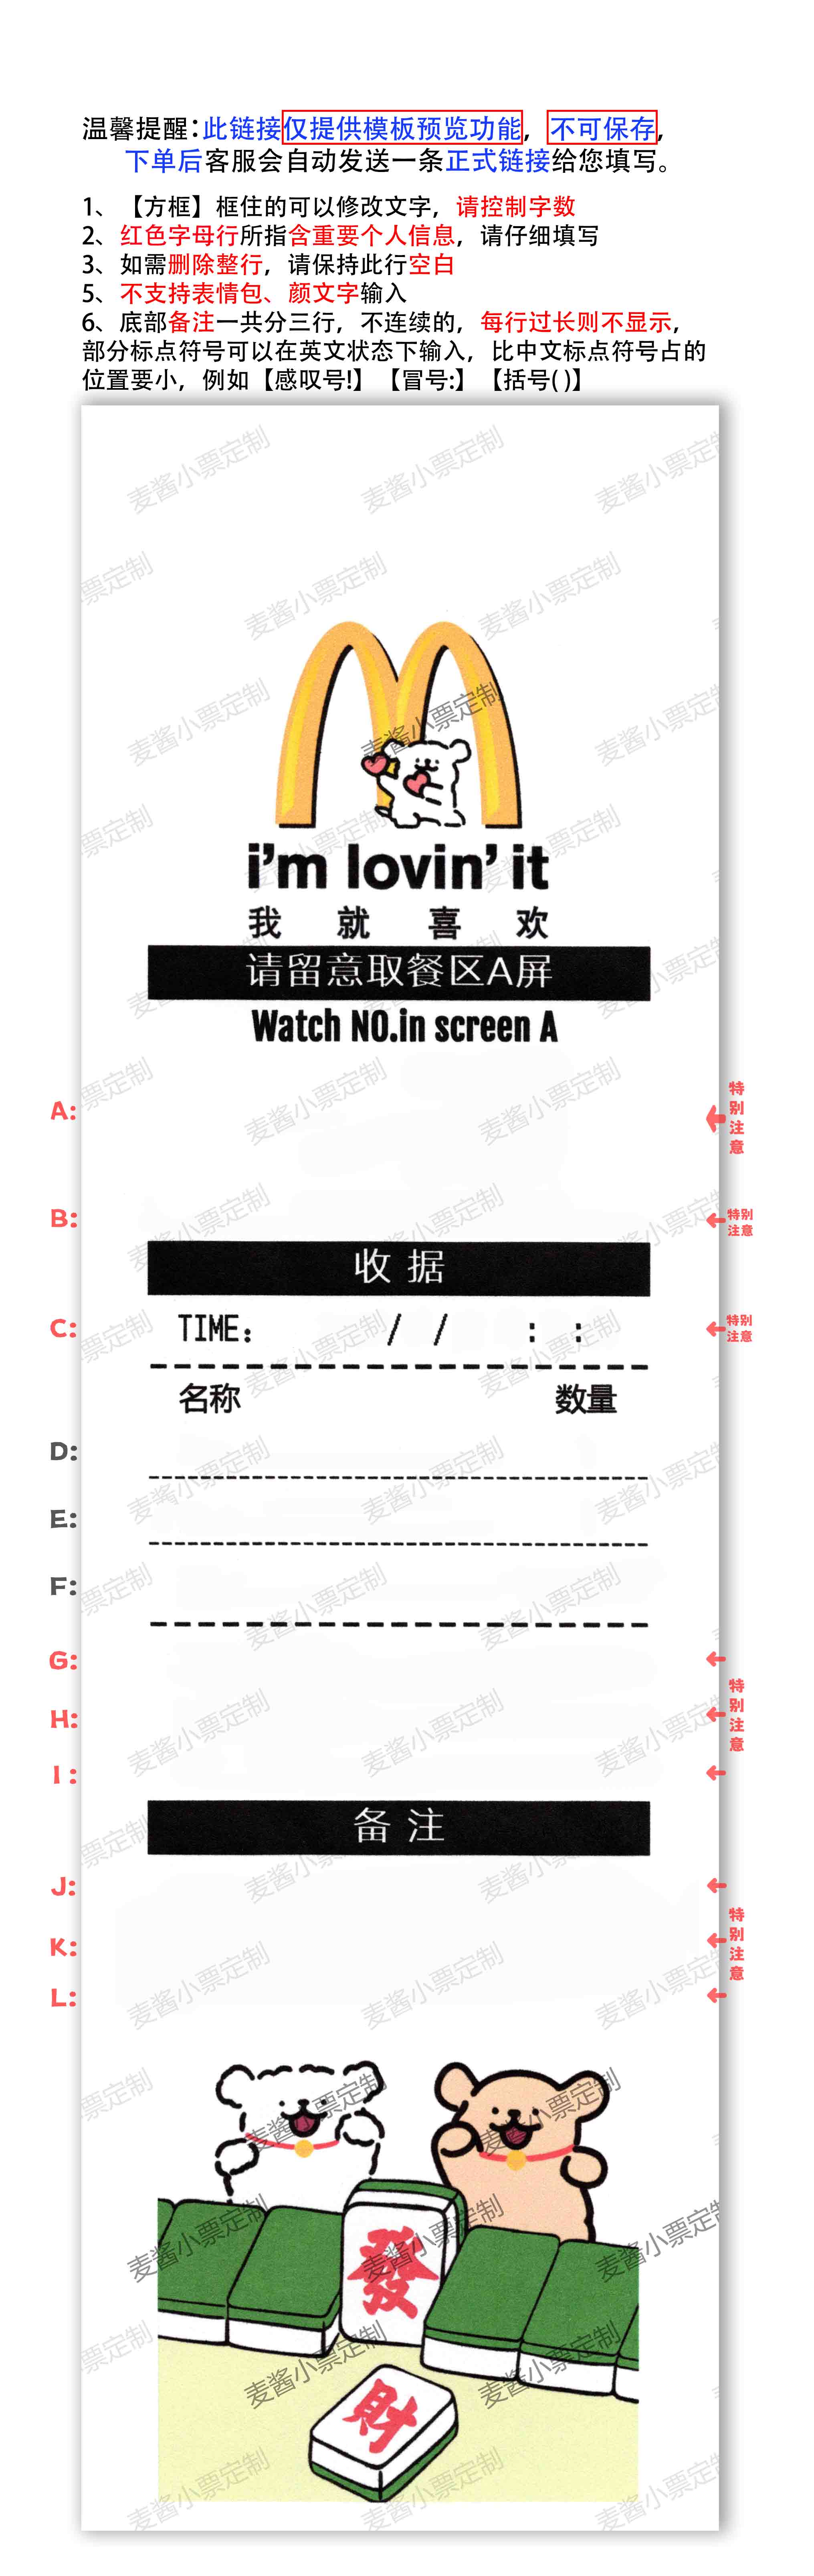 温馨提醒:此链接仅提供模板预览功能，不可保存，
下单后客服会自动发送一条正式链接给您填写。
1、【方框】框住的可以修改文字，请控制字数
2、红色字母行所指含重要个人信息，请仔细填写
3、如需删除整行，请保持此行空白
5、不支持表情包、颜文字输入
6、底部备注一共分三行，不连续的，每行过长则不显示，
部分标点符号可以在英文状态下输入，比中文标点符号占的
位置要小，例如【感叹号!】【冒号:】【括号( )】
麦酱小票定制
i'm lovin' it
我就喜欢
请留意取餐区A屏
Watch NO.in screen A
A:
特别注意
B:
特别注意
收据
C:
TIME: / / : :
特别注意
名称 数量
D:
E:
F:
G:
H:
特别注意
I:
备注
J:
K:
特别注意
L:
發
財